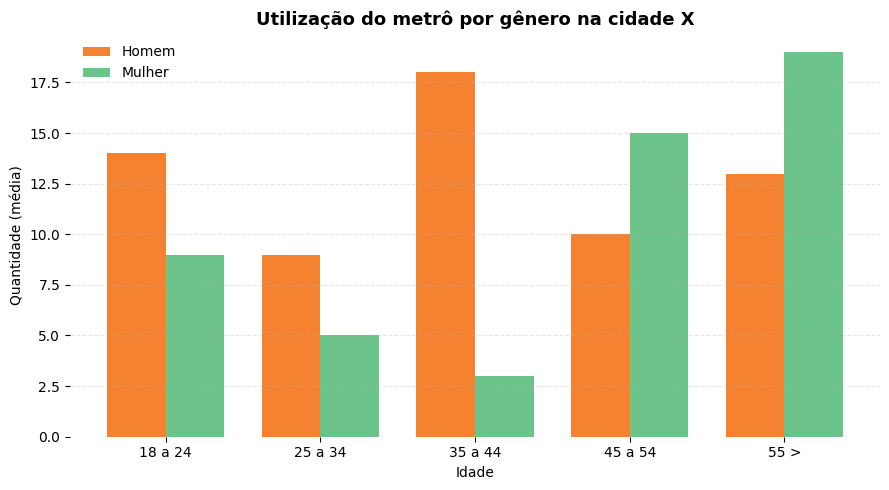 Utilização do metrô por gênero na cidade X
Homem
Mulher
Quantidade (média)
17.5
15.0
12.5
10.0
7.5
5.0
2.5
0.0
18 a 24
25 a 34
35 a 44
45 a 54
55 >
Idade